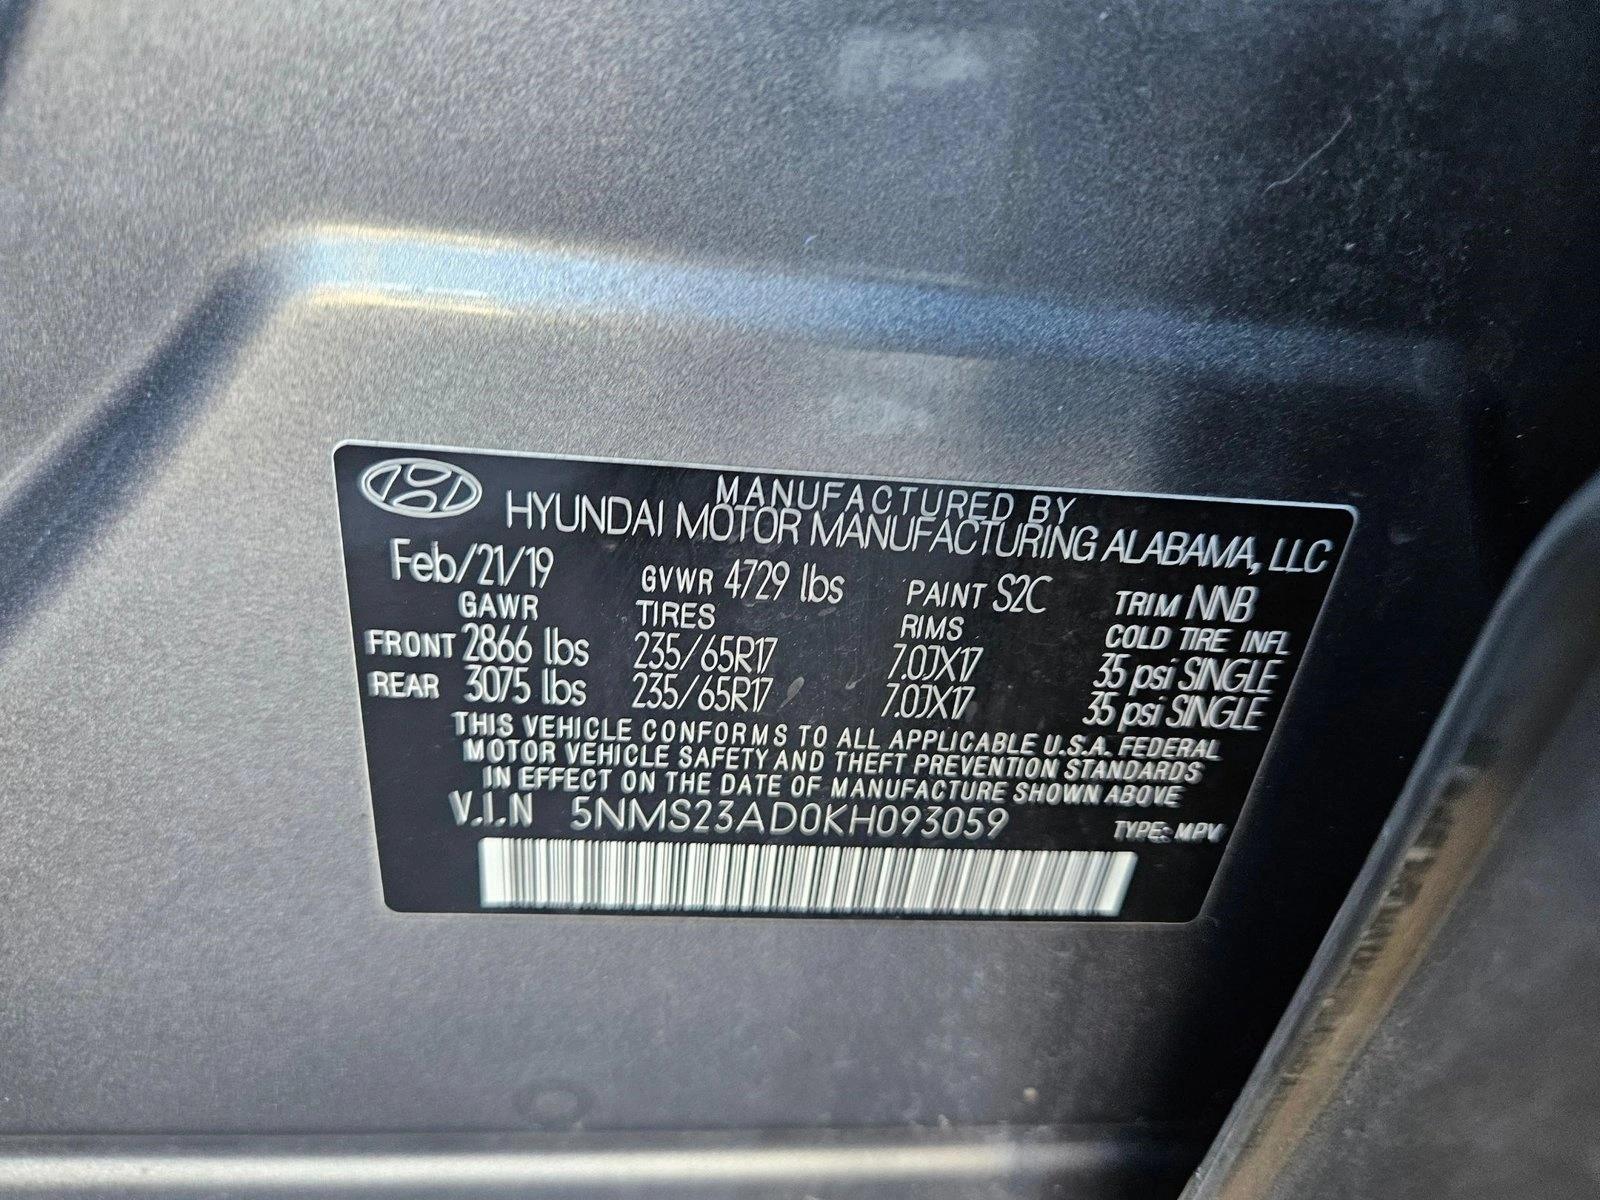 MANUFACTURED BY
HYUNDAI MOTOR MANUFACTURING ALABAMA, LLC
Feb/21/19 GVWR 4729 lbs PAINT S2C TRIM NNB
GAWR TIRES RIMS COLD TIRE INFL
FRONT 2866 lbs 235/65R17 7.0JX17 35 psi SINGLE
REAR 3075 lbs 235/65R17 7.0JX17 35 psi SINGLE
THIS VEHICLE CONFORMS TO ALL APPLICABLE U.S.A. FEDERAL
MOTOR VEHICLE SAFETY AND THEFT PREVENTION STANDARDS
IN EFFECT ON THE DATE OF MANUFACTURE SHOWN ABOVE
V.I.N 5NMS23AD0KH093059 TYPE: MPV